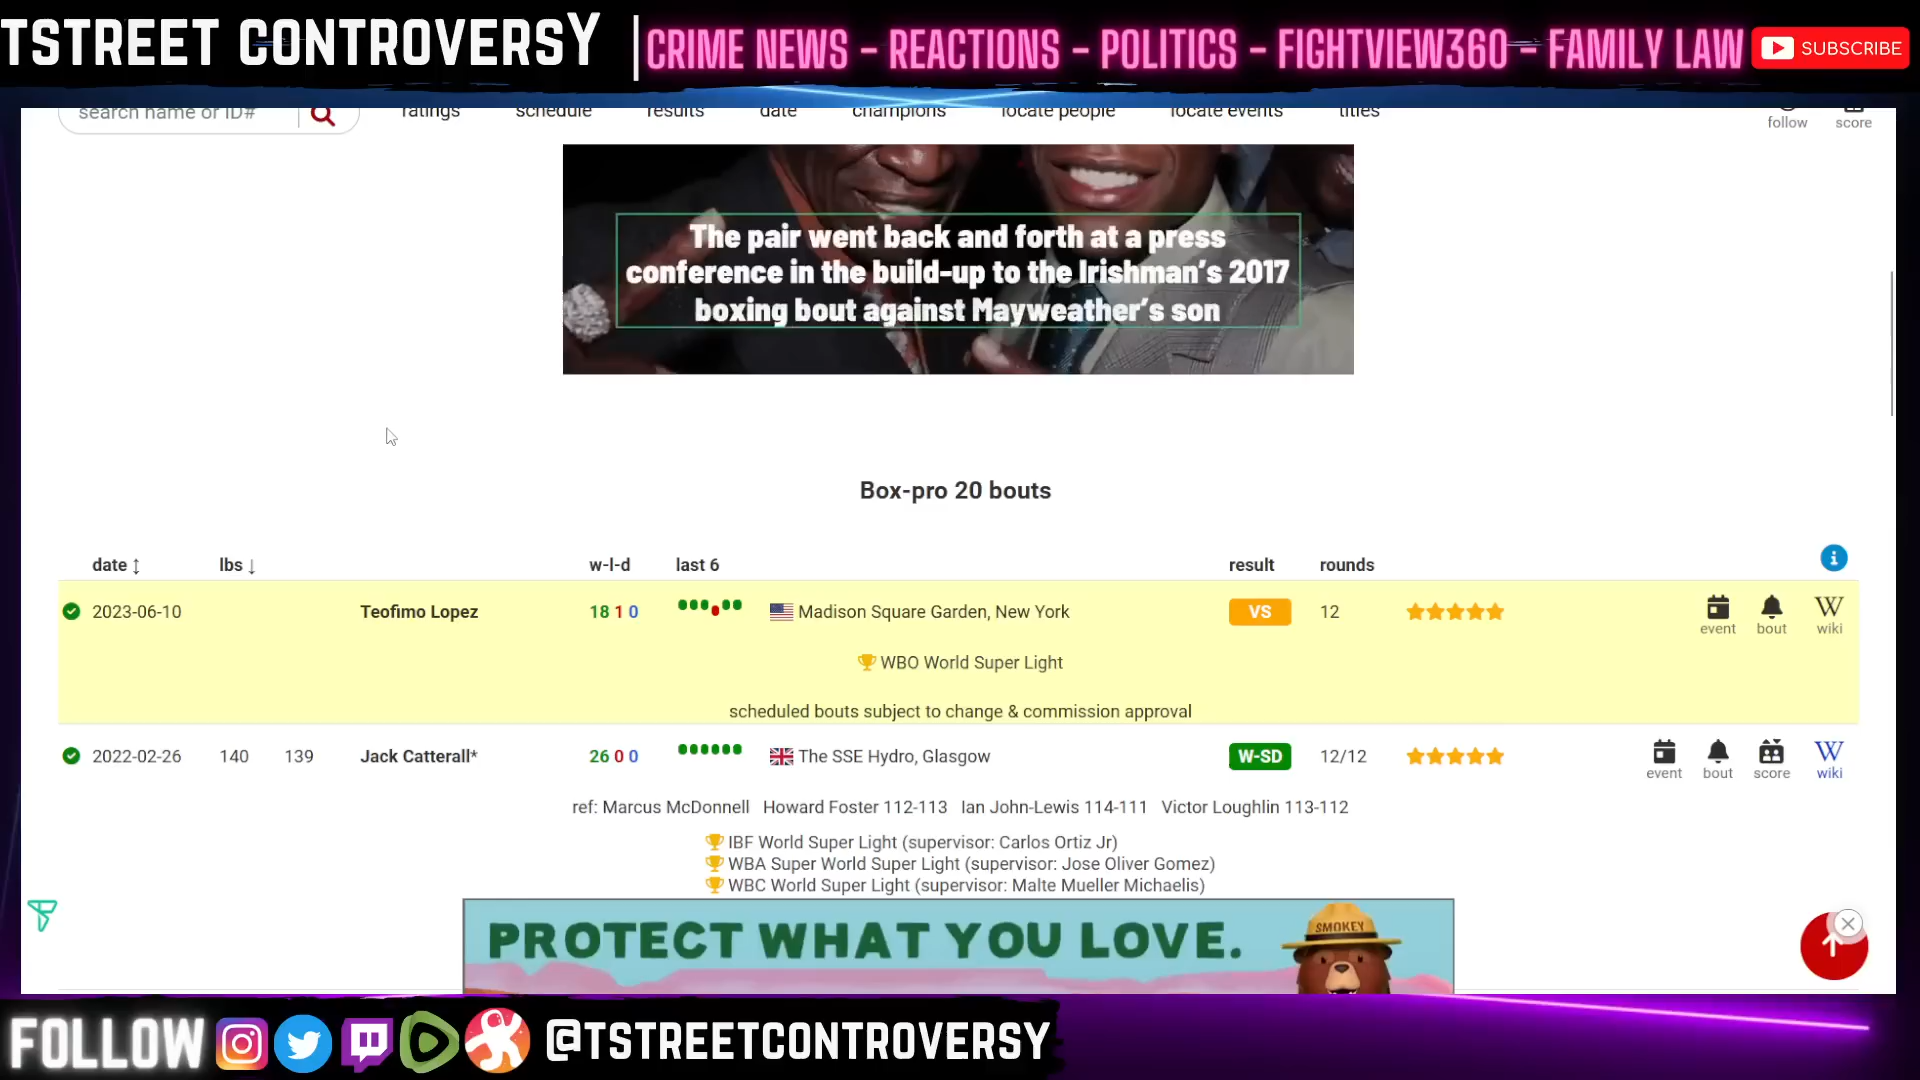 TSTREET CONTROVERSY
CRIME NEWS - REACTIONS - POLITICS - FIGHTVIEW360 - FAMILY LAW
SUBSCRIBE
search name or ID#
ratings schedule results date champions locate people locate events titles
follow score
The pair went back and forth at a press
conference in the build-up to the Irishman's 2017
boxing bout against Mayweather's son
Box-pro 20 bouts
date ↕ lbs ↓ w-l-d last 6 result rounds
2023-06-10 Teofimo Lopez 18 1 0 Madison Square Garden, New York VS 12 event bout wiki
WBO World Super Light
scheduled bouts subject to change & commission approval
2022-02-26 140 139 Jack Catterall* 26 0 0 The SSE Hydro, Glasgow W-SD 12/12 event bout score wiki
ref: Marcus McDonnell Howard Foster 112-113 Ian John-Lewis 114-111 Victor Loughlin 113-112
IBF World Super Light (supervisor: Carlos Ortiz Jr)
WBA Super World Super Light (supervisor: Jose Oliver Gomez)
WBC World Super Light (supervisor: Malte Mueller Michaelis)
PROTECT WHAT YOU LOVE.
SMOKEY
FOLLOW @TSTREETCONTROVERSY